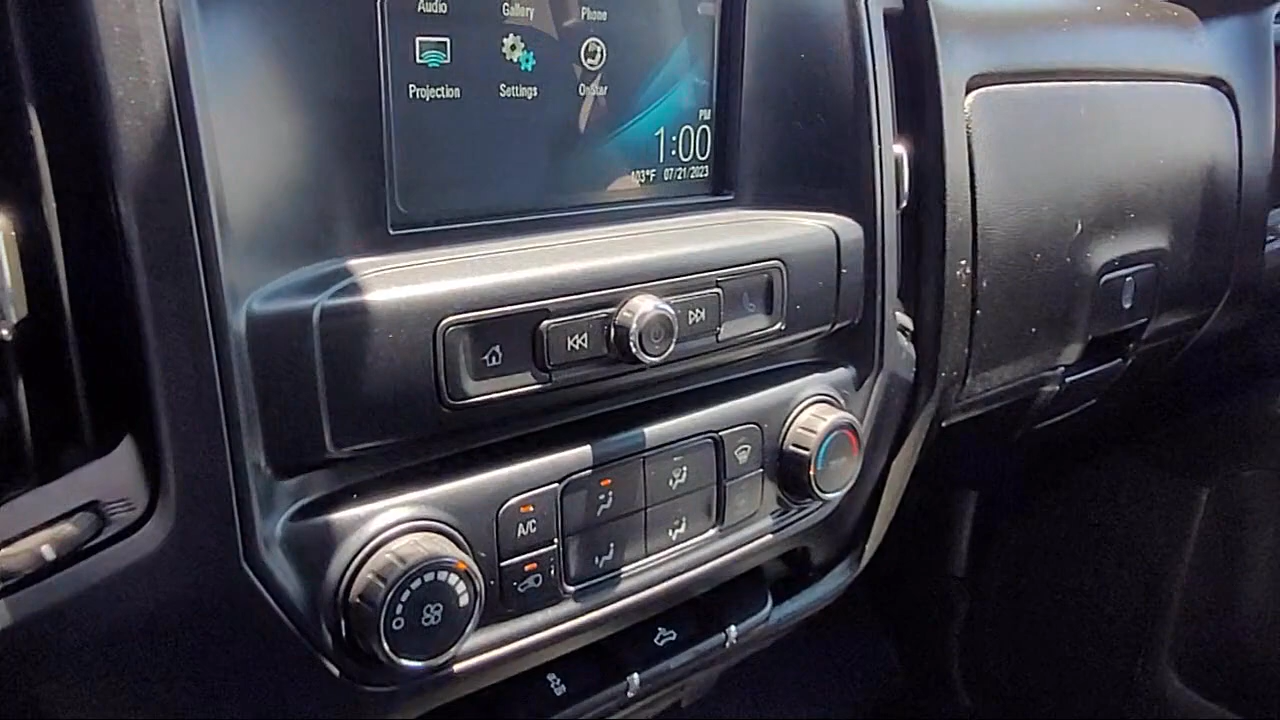 Audio Gallery Phone
Projection Settings OnStar
PM
1:00
103°F 07/21/2023
A/C